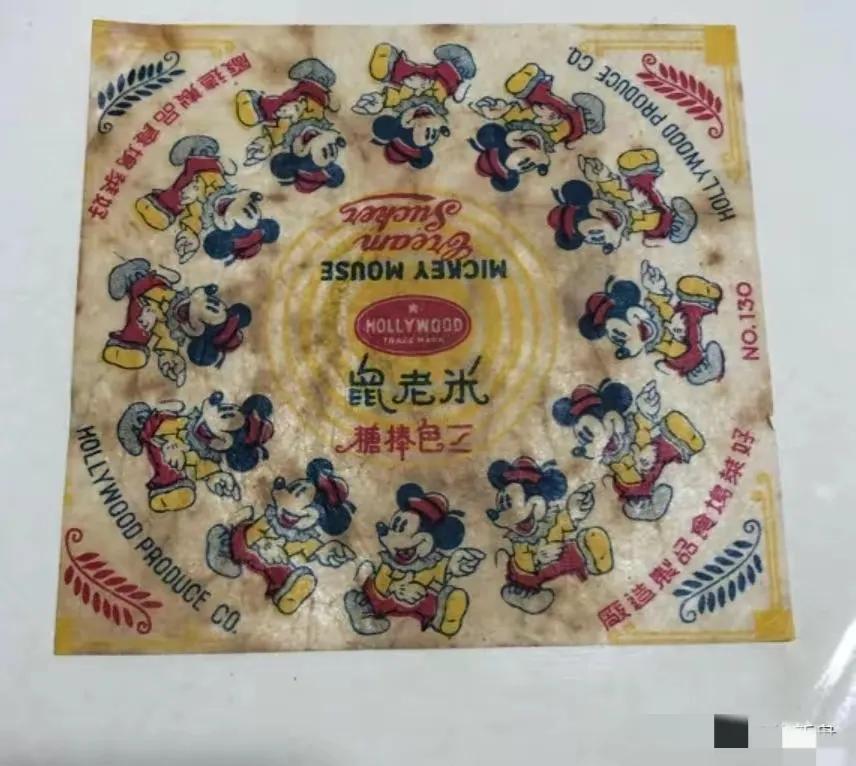 好萊塢食品製造廠
HOLLYWOOD PRODUCE CO.
Cream
Sucker
MICKEY MOUSE
HOLLYWOOD
TRADE MARK
米老鼠
二色棒糖
NO.130
HOLLYWOOD PRODUCE CO.
好萊塢食品製造廠